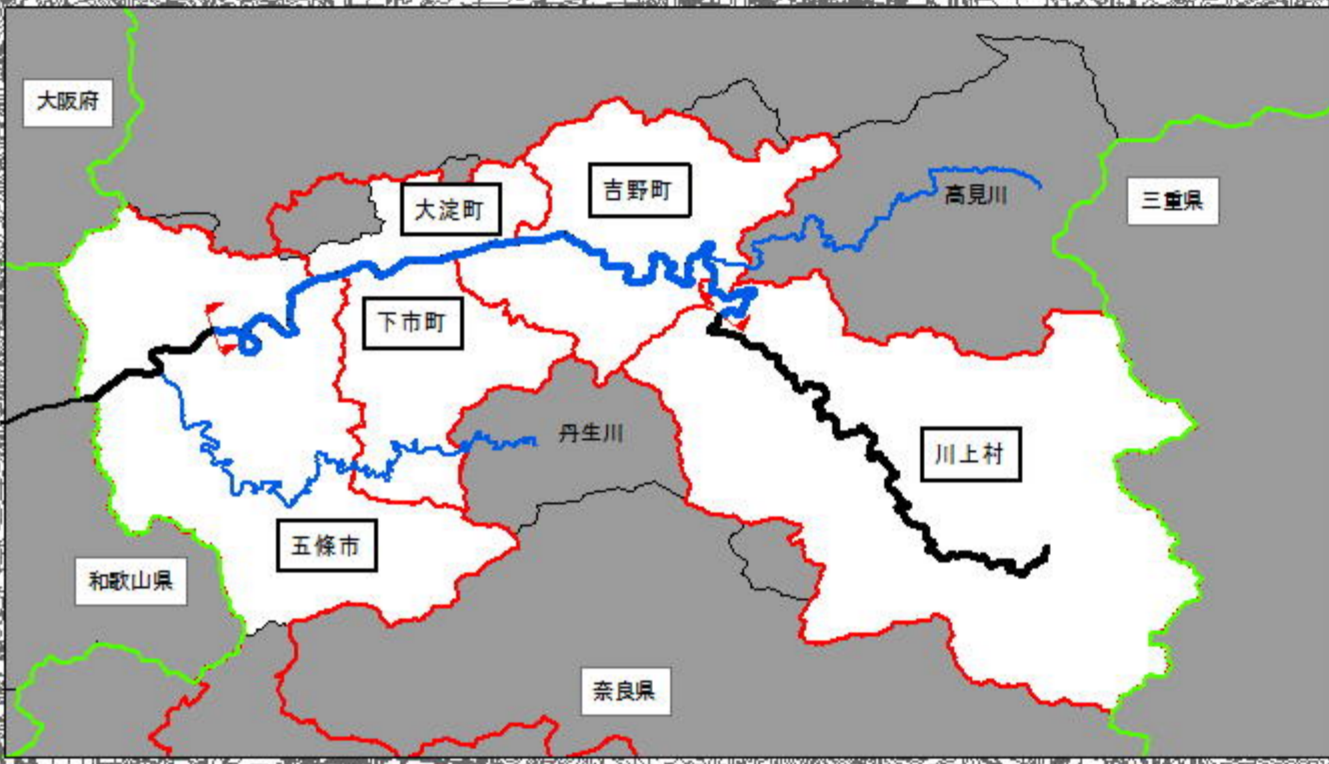 大阪府
吉野町
大淀町
高見川
三重県
下市町
丹生川
川上村
五條市
和歌山県
奈良県